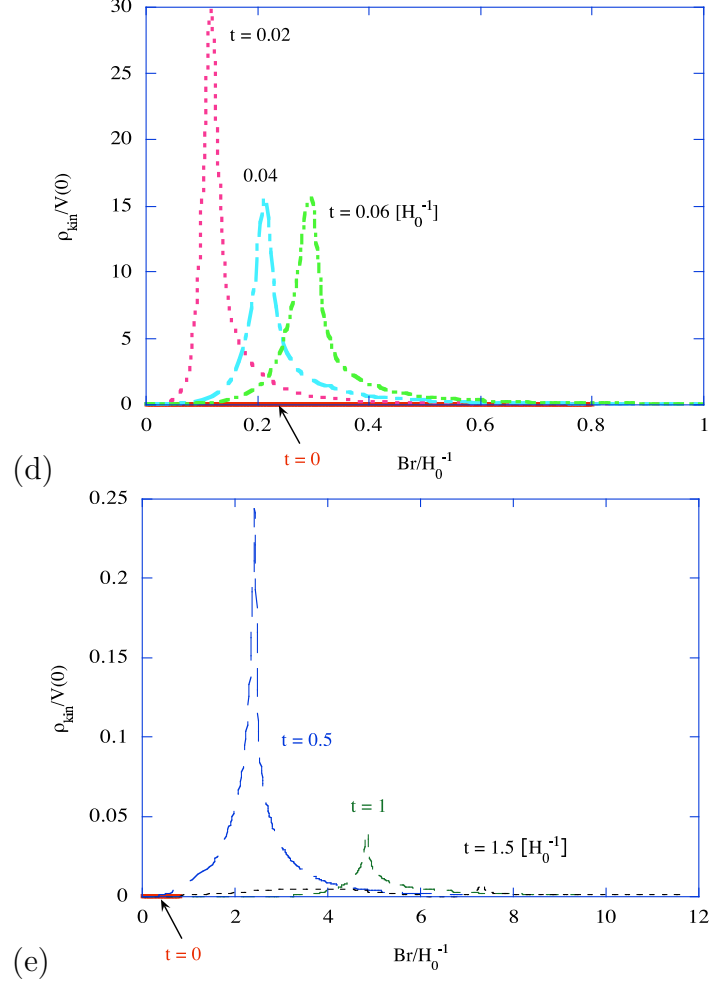 30
25
20
15
10
5
0
ρ_kin/V(0)
t = 0.02
0.04
t = 0.06 [H₀⁻¹]
0
0.2
0.4
0.6
0.8
1
t = 0
Br/H₀⁻¹
(d)
0.25
0.2
0.15
0.1
0.05
0
ρ_kin/V(0)
t = 0.5
t = 1
t = 1.5 [H₀⁻¹]
0
2
4
6
8
10
12
t = 0
Br/H₀⁻¹
(e)